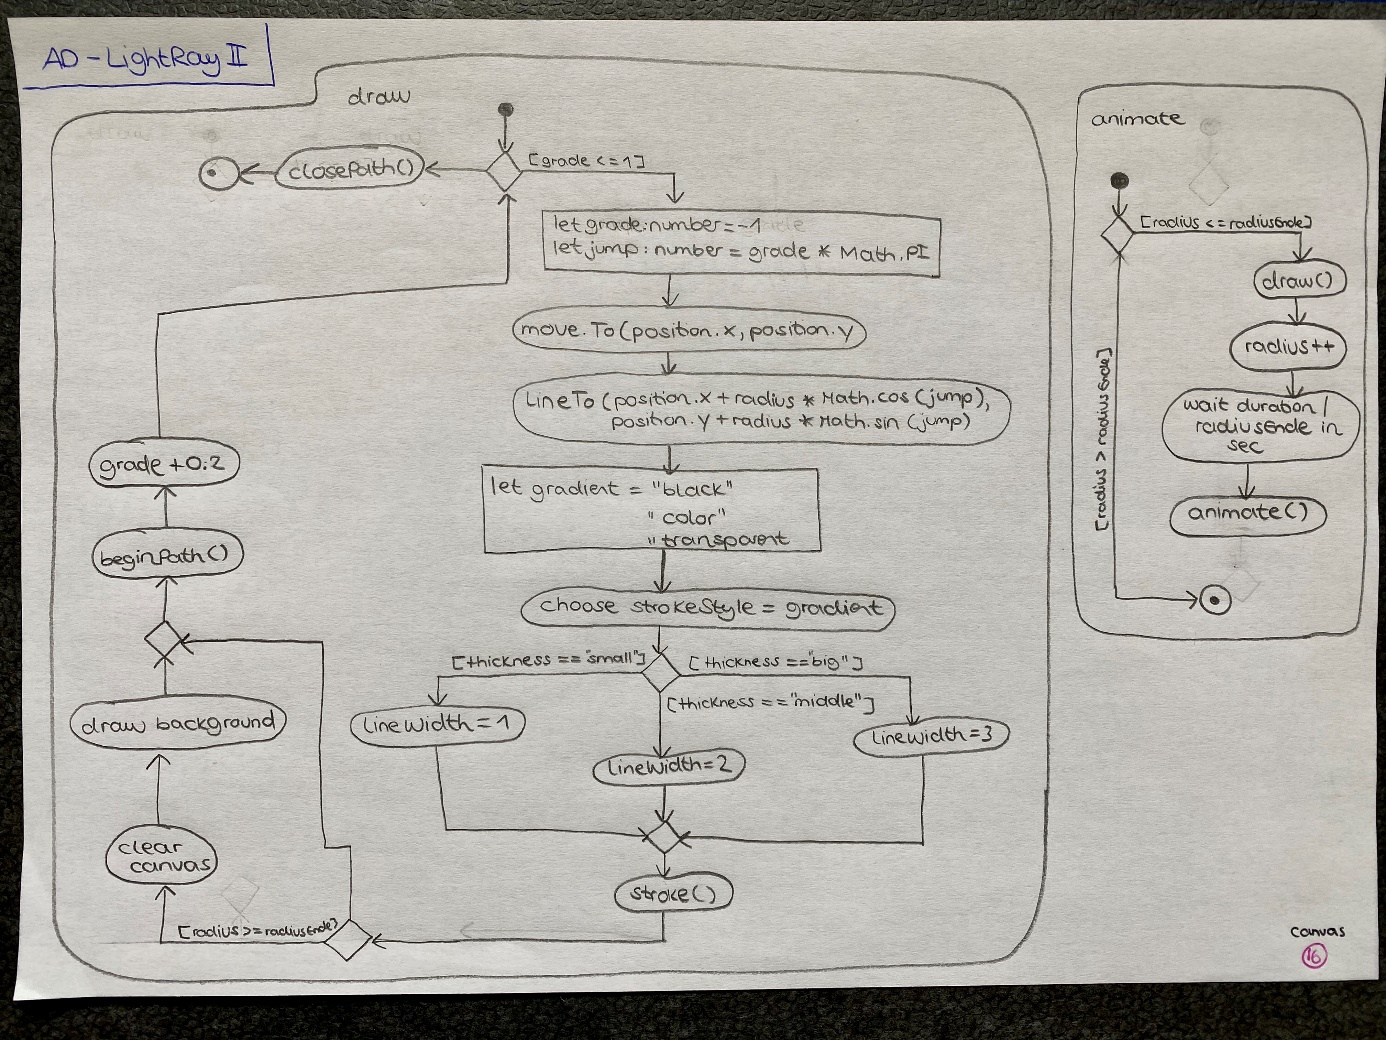 AD - LightRay II
draw
[grade <= 1]
closePath()
let grade:number = -1
let jump: number = grade * Math.PI
move.To(position.x, position.y
LineTo (position.x + radius * Math.cos (jump),
position.y + radius * Math.sin (jump)
let gradient = "black"
" color"
" transparent
choose strokeStyle = gradient
[thickness == "small"]
[thickness == "big"]
[thickness == "middle"]
linewidth = 1
linewidth = 2
linewidth = 3
stroke()
[radius >= radiusEnde]
clear
canvas
draw background
beginPath()
grade +0.2
animate
[radius <= radiusEnde]
draw()
radius++
wait duration /
radiusEnde in
sec
animate()
[radius > radiusEnde]
canvas
16